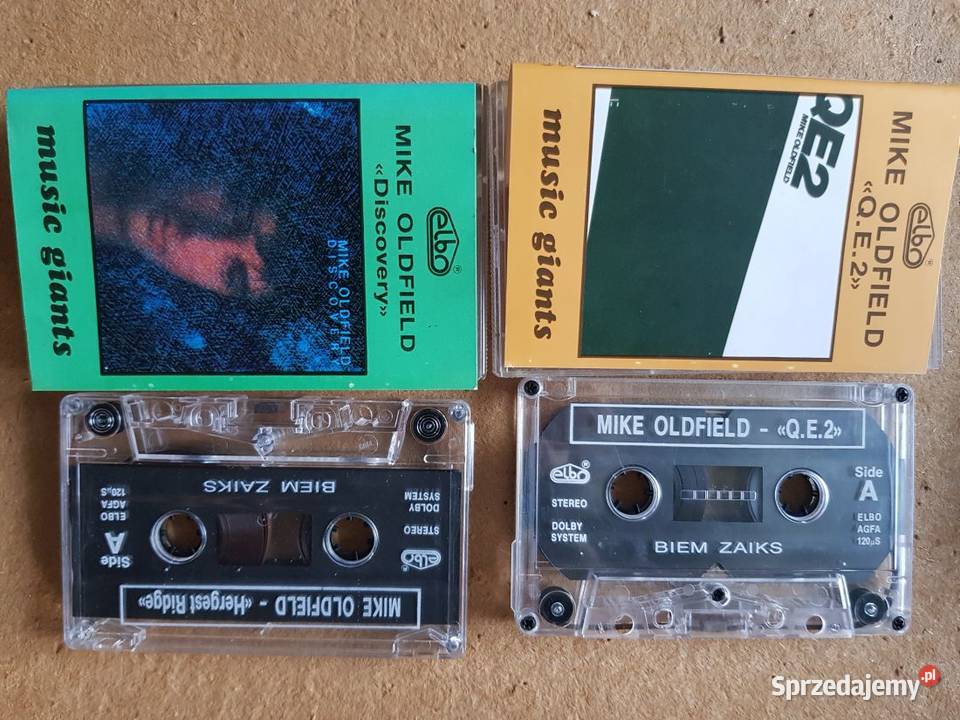 MIKE OLDFIELD
«Discovery»
elbo®
MIKE OLDFIELD
DISCOVERY
music giants
MIKE OLDFIELD
«Q.E.2»
elbo®
QE2
MIKE OLDFIELD
music giants
MIKE OLDFIELD - «Hergest Ridge»
elbo
STEREO
DOLBY
SYSTEM
Side
A
ELBO
AGFA
120µS
BIEM ZAIKS
MIKE OLDFIELD - «Q.E.2»
elbo®
STEREO
DOLBY
SYSTEM
Side
A
ELBO
AGFA
120µS
BIEM ZAIKS
Sprzedajemy.pl